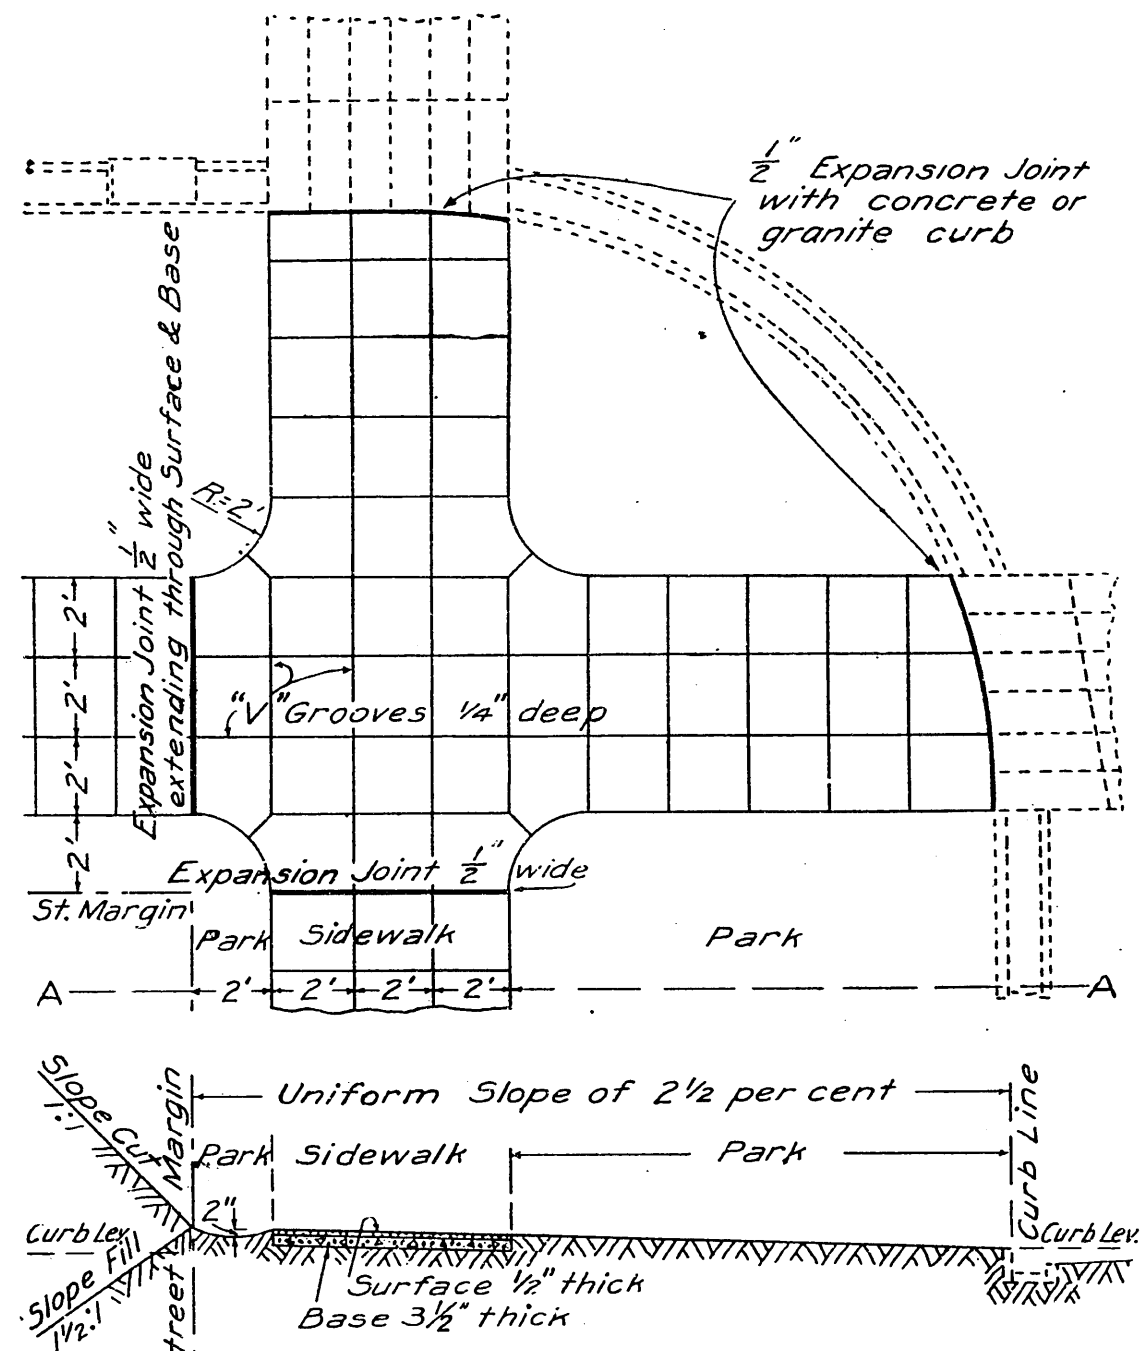 1/2" Expansion Joint
with concrete or
granite curb
Expansion Joint 1/2" wide
extending through Surface & Base
R=2'
2'
2'
2'
2'
"V" Grooves 1/4" deep
Expansion Joint 1/2" wide
St. Margin
Park Sidewalk Park
A 2' 2' 2' 2' A
Uniform Slope of 2 1/2 per cent
Park Sidewalk Park
Slope Cut
1:1
Margin
Curb Line
2"
Curb Lev.
Curb Lev.
Slope Fill
1 1/2:1
treet
Surface 1/2" thick
Base 3 1/2" thick